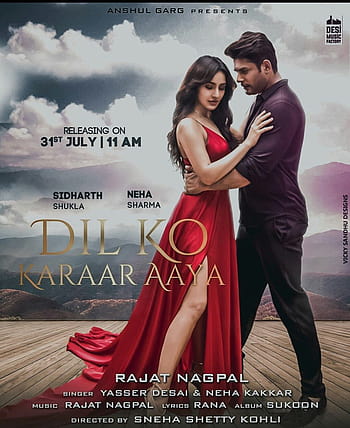 ANSHUL GARG PRESENTS
DESI
MUSIC
FACTORY
RELEASING ON
31ST JULY | 11 AM
SIDHARTH
SHUKLA
NEHA
SHARMA
DIL KO
KARAAR AAYA
VICKY SANDHU DESIGNS
RAJAT NAGPAL
SINGER YASSER DESAI & NEHA KAKKAR
MUSIC RAJAT NAGPAL LYRICS RANA ALBUM SUKOON
DIRECTED BY SNEHA SHETTY KOHLI